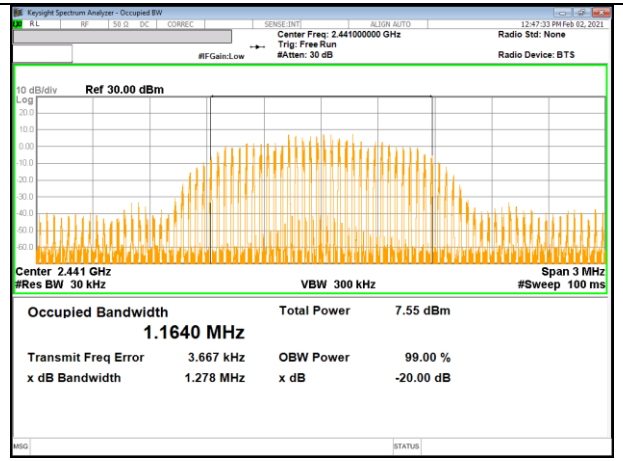 Keysight Spectrum Analyzer - Occupied BW
RL RF 50 Ω DC CORREC SENSE:INT ALIGN AUTO 12:47:33 PM Feb 02, 2021
Center Freq: 2.441000000 GHz Radio Std: None
Trig: Free Run
#IFGain:Low #Atten: 30 dB Radio Device: BTS
10 dB/div Ref 30.00 dBm
Log
20.0
10.0
0.00
-10.0
-20.0
-30.0
-40.0
-50.0
-60.0
Center 2.441 GHz Span 3 MHz
#Res BW 30 kHz VBW 300 kHz #Sweep 100 ms
Occupied Bandwidth Total Power 7.55 dBm
1.1640 MHz
Transmit Freq Error 3.667 kHz OBW Power 99.00 %
x dB Bandwidth 1.278 MHz x dB -20.00 dB
MSG STATUS